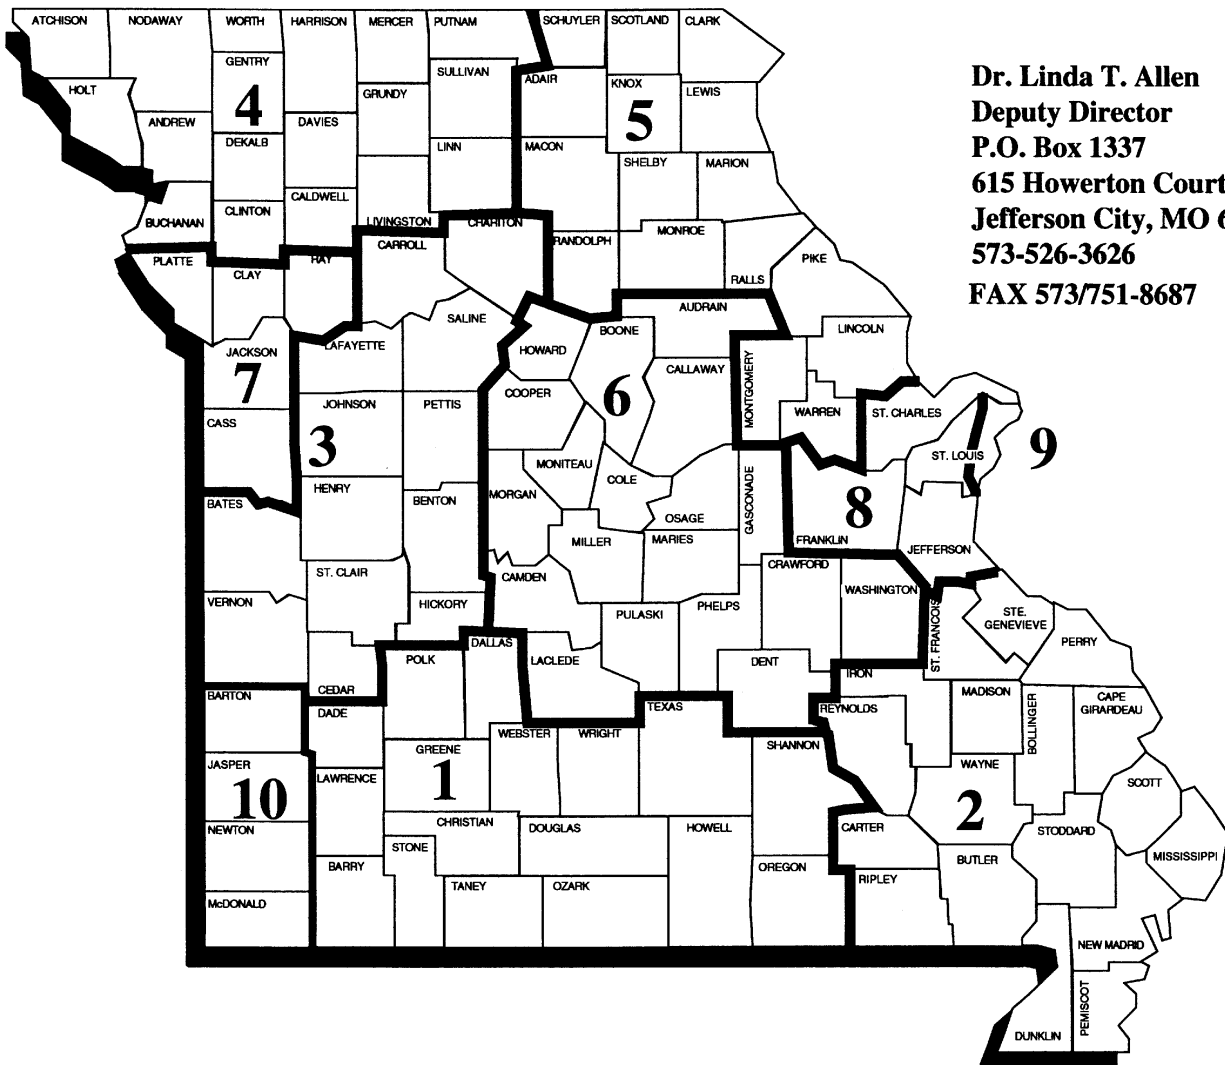 ATCHISON
NODAWAY
WORTH
HARRISON
MERCER
PUTNAM
SCHUYLER
SCOTLAND
CLARK
GENTRY
SULLIVAN
ADAIR
KNOX
LEWIS
HOLT
4
GRUNDY
5
ANDREW
DAVIES
DEKALB
LINN
MACON
SHELBY
MARION
CALDWELL
BUCHANAN
CLINTON
LIVINGSTON
CHARITON
CARROLL
RANDOLPH
MONROE
PLATTE
CLAY
RAY
RALLS
PIKE
Dr. Linda T. Allen
Deputy Director
P.O. Box 1337
615 Howerton Court
Jefferson City, MO 6
573-526-3626
FAX 573/751-8687
SALINE
AUDRAIN
BOONE
LINCOLN
JACKSON
LAFAYETTE
HOWARD
7
CALLAWAY
MONTGOMERY
COOPER
6
JOHNSON
PETTIS
WARREN
ST. CHARLES
CASS
3
ST. LOUIS
9
MONITEAU
COLE
HENRY
MORGAN
BENTON
BATES
GASCONADE
OSAGE
8
MILLER
MARIES
FRANKLIN
JEFFERSON
ST. CLAIR
CAMDEN
CRAWFORD
WASHINGTON
VERNON
HICKORY
PULASKI
PHELPS
ST. FRANCOIS
STE.
GENEVIEVE
PERRY
DALLAS
POLK
LACLEDE
DENT
IRON
BARTON
CEDAR
MADISON
CAPE
GIRARDEAU
DADE
TEXAS
REYNOLDS
BOLLINGER
WEBSTER
WRIGHT
SHANNON
GREENE
JASPER
LAWRENCE
1
WAYNE
SCOTT
10
2
CHRISTIAN
DOUGLAS
HOWELL
CARTER
STODDARD
NEWTON
STONE
BARRY
OREGON
BUTLER
MISSISSIPPI
TANEY
OZARK
RIPLEY
McDONALD
NEW MADRID
DUNKLIN
PEMISCOT